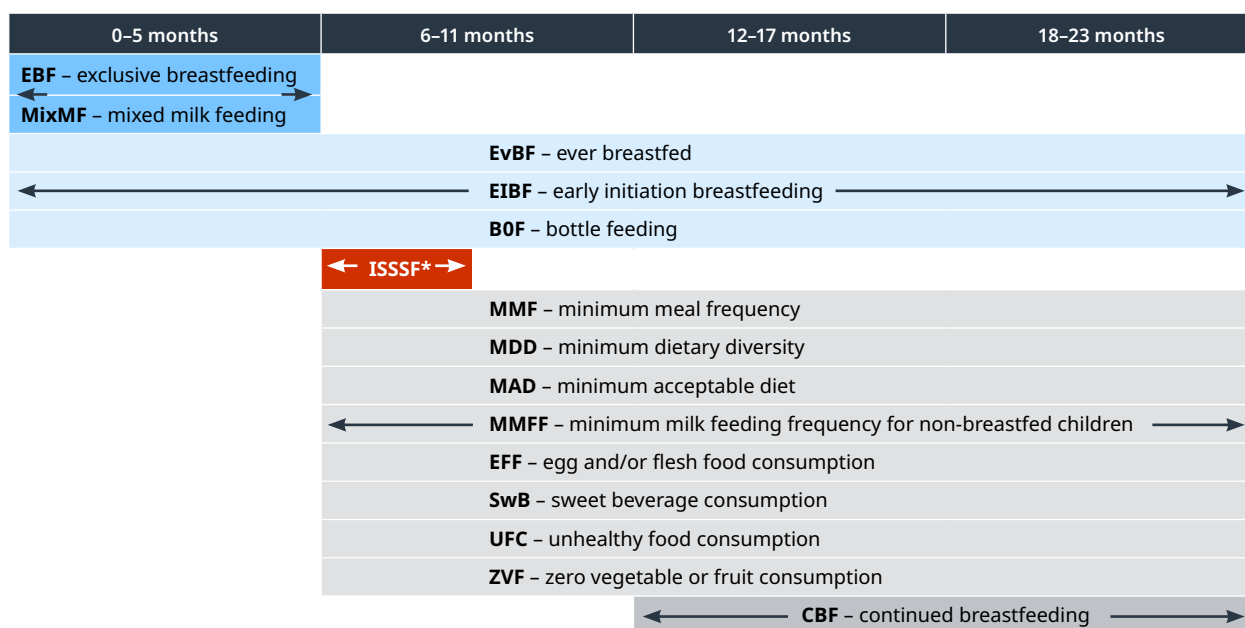 0–5 months
6–11 months
12–17 months
18–23 months
EBF – exclusive breastfeeding
MixMF – mixed milk feeding
EvBF – ever breastfed
EIBF – early initiation breastfeeding
B0F – bottle feeding
ISSSF*
MMF – minimum meal frequency
MDD – minimum dietary diversity
MAD – minimum acceptable diet
MMFF – minimum milk feeding frequency for non-breastfed children
EFF – egg and/or flesh food consumption
SwB – sweet beverage consumption
UFC – unhealthy food consumption
ZVF – zero vegetable or fruit consumption
CBF – continued breastfeeding